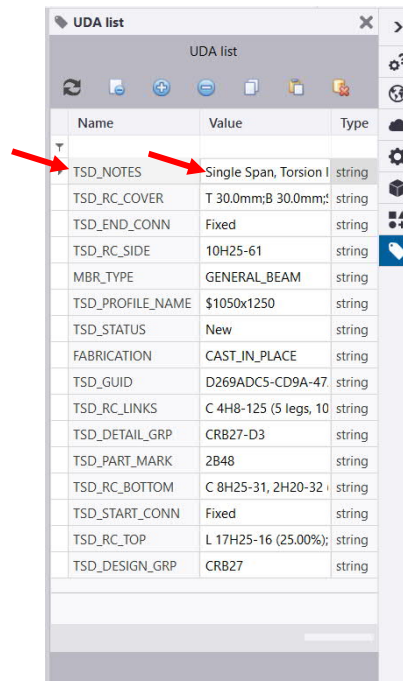 UDA list
UDA list
Name Value Type
TSD_NOTES Single Span, Torsion string
TSD_RC_COVER T 30.0mm;B 30.0mm; string
TSD_END_CONN Fixed string
TSD_RC_SIDE 10H25-61 string
MBR_TYPE GENERAL_BEAM string
TSD_PROFILE_NAME $1050x1250 string
TSD_STATUS New string
FABRICATION CAST_IN_PLACE string
TSD_GUID D269ADC5-CD9A-47 string
TSD_RC_LINKS C 4H8-125 (5 legs, 10 string
TSD_DETAIL_GRP CRB27-D3 string
TSD_PART_MARK 2B48 string
TSD_RC_BOTTOM C 8H25-31, 2H20-32 string
TSD_START_CONN Fixed string
TSD_RC_TOP L 17H25-16 (25.00%); string
TSD_DESIGN_GRP CRB27 string